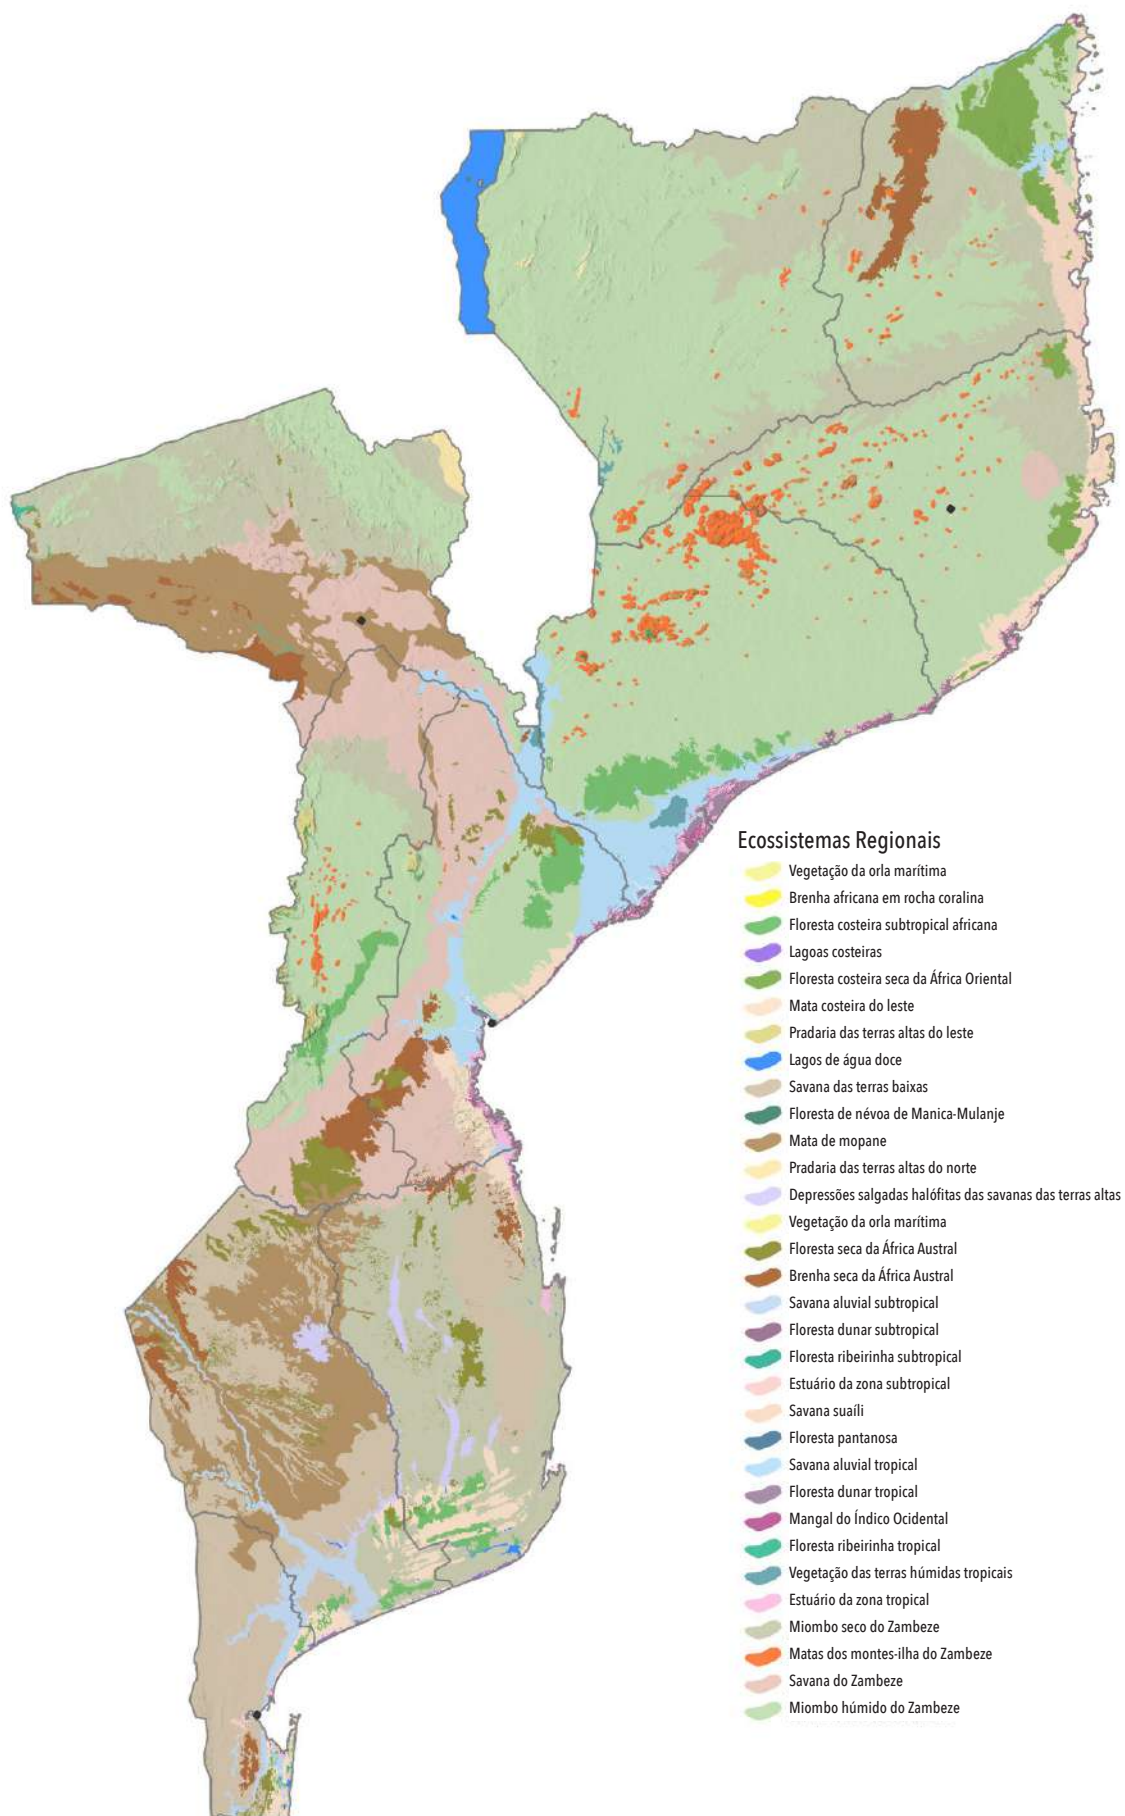 Ecossistemas Regionais
Vegetação da orla marítima
Brenha africana em rocha coralina
Floresta costeira subtropical africana
Lagoas costeiras
Floresta costeira seca da África Oriental
Mata costeira do leste
Pradaria das terras altas do leste
Lagos de água doce
Savana das terras baixas
Floresta de névoa de Manica-Mulanje
Mata de mopane
Pradaria das terras altas do norte
Depressões salgadas halófitas das savanas das terras altas
Vegetação da orla marítima
Floresta seca da África Austral
Brenha seca da África Austral
Savana aluvial subtropical
Floresta dunar subtropical
Floresta ribeirinha subtropical
Estuário da zona subtropical
Savana suaíli
Floresta pantanosa
Savana aluvial tropical
Floresta dunar tropical
Mangal do Índico Ocidental
Floresta ribeirinha tropical
Vegetação das terras húmidas tropicais
Estuário da zona tropical
Miombo seco do Zambeze
Matas dos montes-ilha do Zambeze
Savana do Zambeze
Miombo húmido do Zambeze